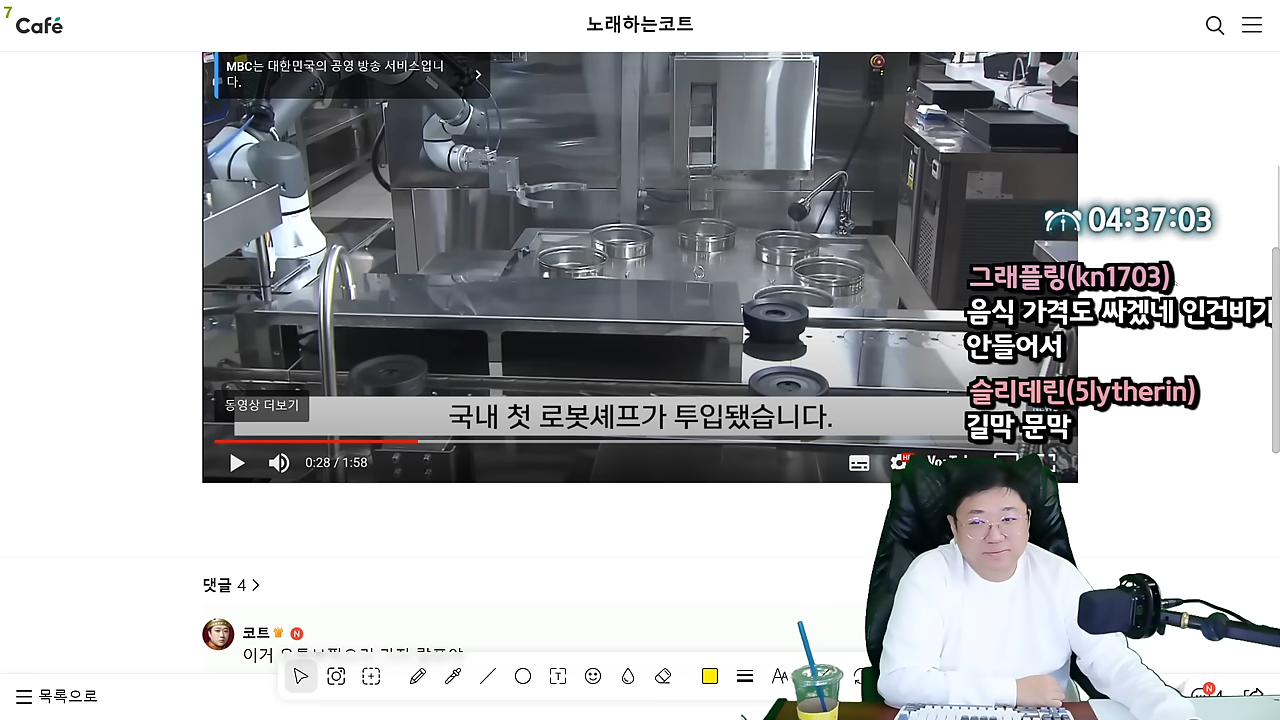 7
Café
노래하는코트
MBC는 대한민국의 공영 방송 서비스입니
다.
04:37:03
그래플링(kn1703)
음식 가격도 싸겠네 인건비가
안들어서
슬리데린(5lytherin)
길막 문막
동영상 더보기
국내 첫 로봇셰프가 투입됐습니다.
0:28 / 1:58
댓글 4
코트
N
목록으로
N
4